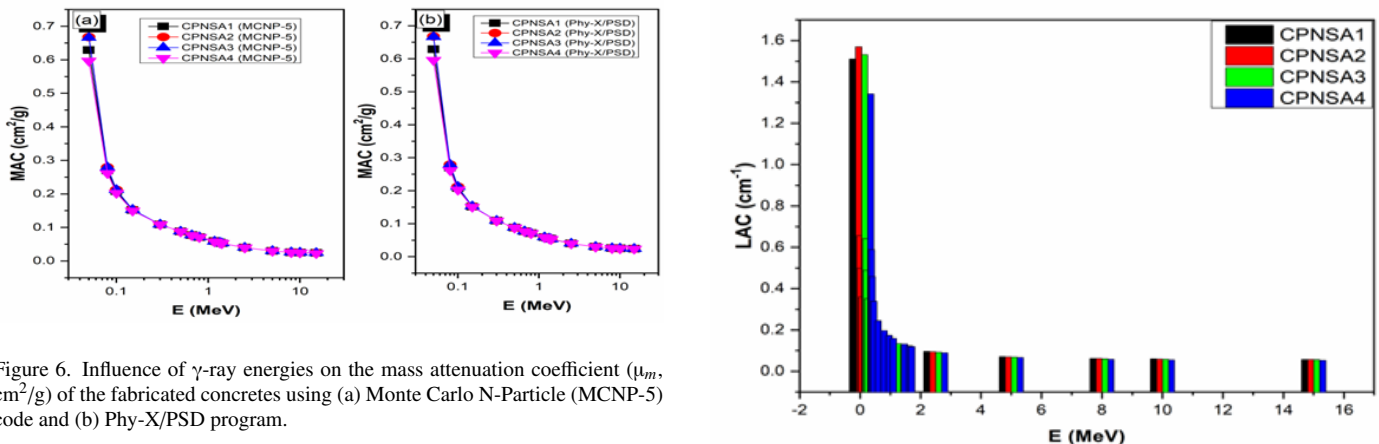 (a)
CPNSA1 (MCNP-5)
CPNSA2 (MCNP-5)
CPNSA3 (MCNP-5)
CPNSA4 (MCNP-5)
MAC (cm²/g)
0.7
0.6
0.5
0.4
0.3
0.2
0.1
0.0
0.1
1
10
E (MeV)
(b)
CPNSA1 (Phy-X/PSD)
CPNSA2 (Phy-X/PSD)
CPNSA3 (Phy-X/PSD)
CPNSA4 (Phy-X/PSD)
MAC (cm²/g)
0.7
0.6
0.5
0.4
0.3
0.2
0.1
0.0
0.1
1
10
E (MeV)
Figure 6. Influence of γ-ray energies on the mass attenuation coefficient (μₘ,
cm²/g) of the fabricated concretes using (a) Monte Carlo N-Particle (MCNP-5)
code and (b) Phy-X/PSD program.
CPNSA1
CPNSA2
CPNSA3
CPNSA4
LAC (cm⁻¹)
1.6
1.4
1.2
1.0
0.8
0.6
0.4
0.2
0.0
-2
0
2
4
6
8
10
12
14
16
E (MeV)